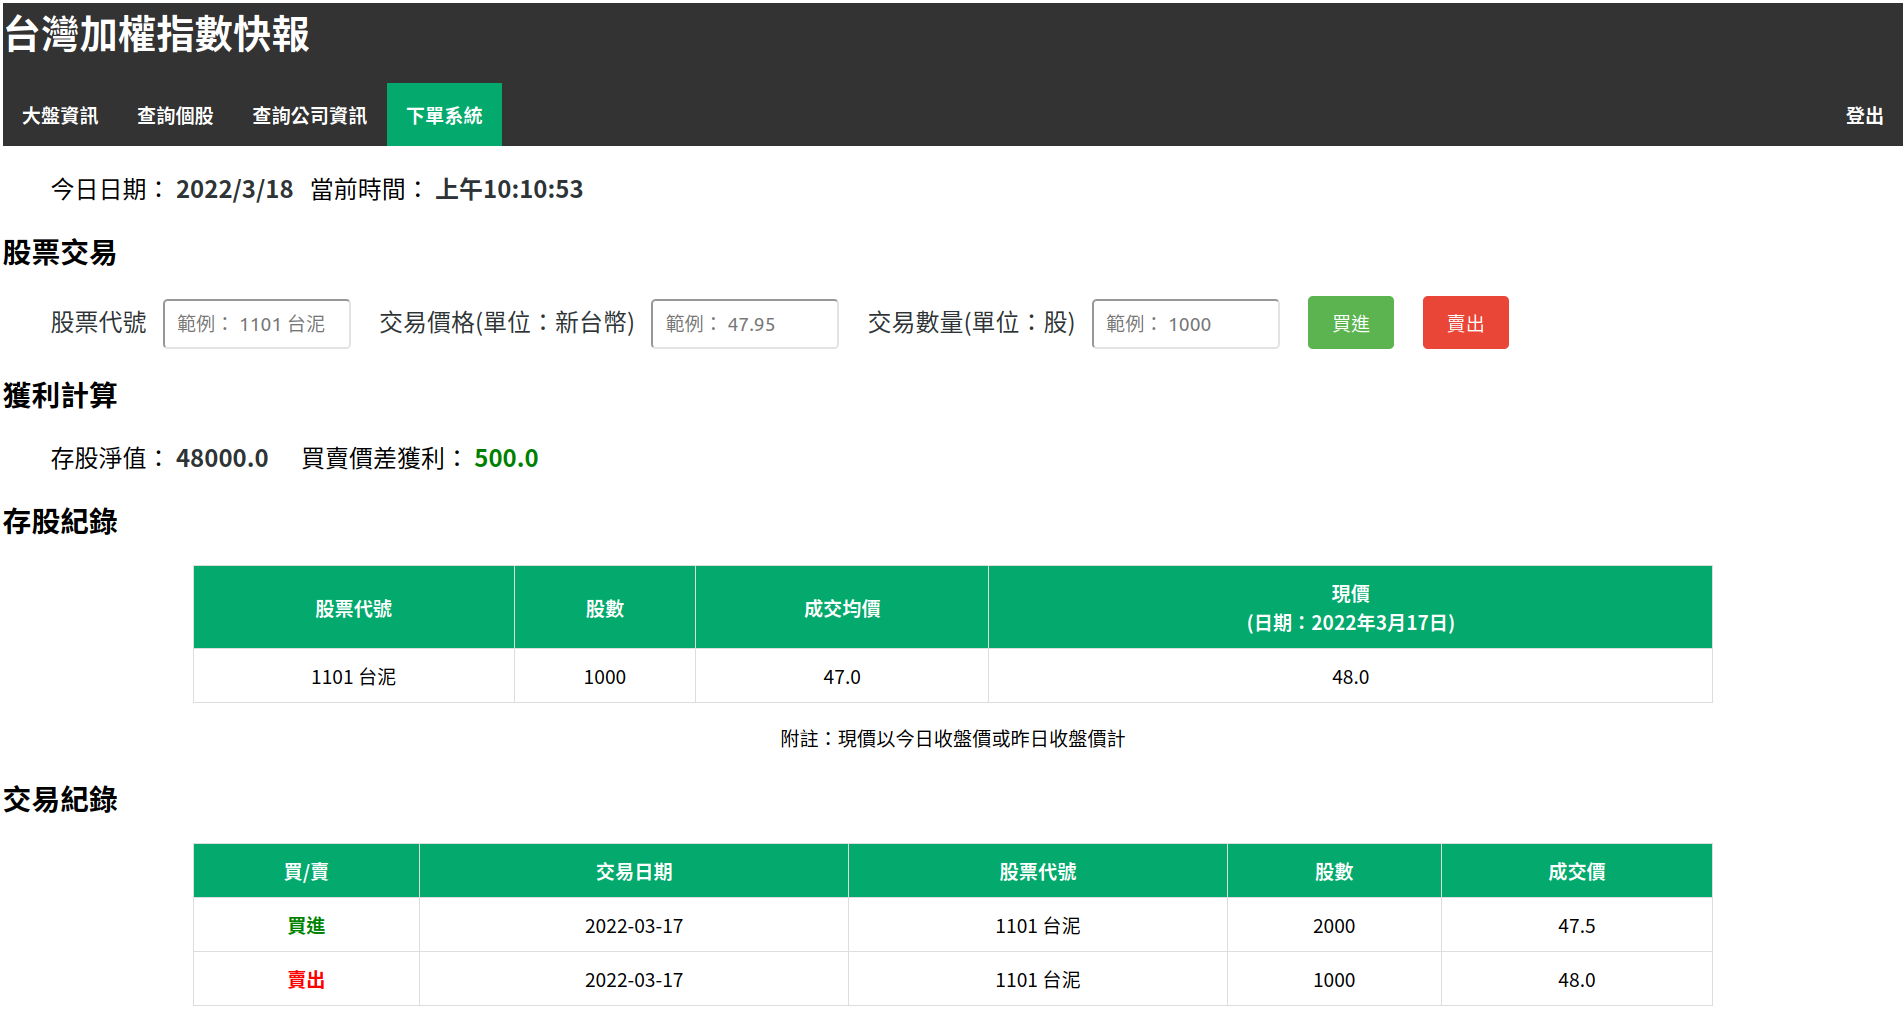 台灣加權指數快報
大盤資訊 查詢個股 查詢公司資訊 下單系統 登出
今日日期： 2022/3/18 當前時間： 上午10:10:53
股票交易
股票代號 範例： 1101 台泥 交易價格(單位：新台幣) 範例： 47.95 交易數量(單位：股) 範例： 1000 買進 賣出
獲利計算
存股淨值： 48000.0 買賣價差獲利： 500.0
存股紀錄
股票代號 股數 成交均價 現價
(日期：2022年3月17日)
1101 台泥 1000 47.0 48.0
附註：現價以今日收盤價或昨日收盤價計
交易紀錄
買/賣 交易日期 股票代號 股數 成交價
買進 2022-03-17 1101 台泥 2000 47.5
賣出 2022-03-17 1101 台泥 1000 48.0